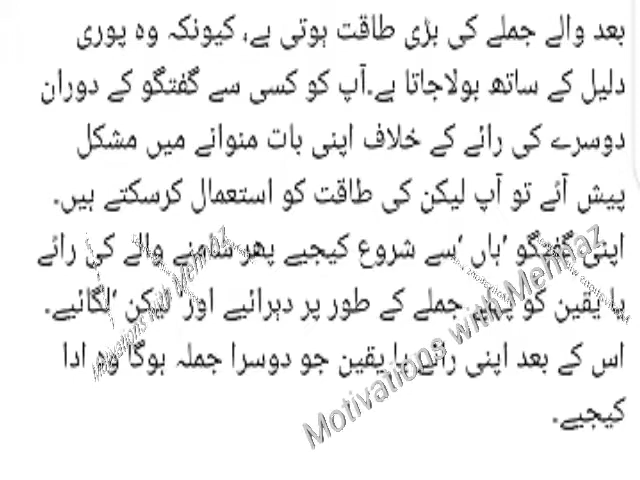 بعد والے جملے کی بڑی طاقت ہوتی ہے، کیونکہ وہ پوری
دلیل کے ساتھ بولاجاتا ہے.آپ کو کسی سے گفتگو کے دوران
دوسرے کی رائے کے خلاف اپنی بات منوانے میں مشکل
پیش آئے تو آپ لیکن کی طاقت کو استعمال کرسکتے ہیں.
اپنی گفتگو ’ہاں ‘سے شروع کیجیے پھر سامنے والے کی رائے
یا یقین کو پہلے جملے کے طور پر دہرائیے اور ’لیکن ‘لگائیے.
اس کے بعد اپنی رائے یا یقین جو دوسرا جملہ ہوگا وہ ادا
کیجیے.
Motivations with Mehnaz
Motivations with Mehnaz